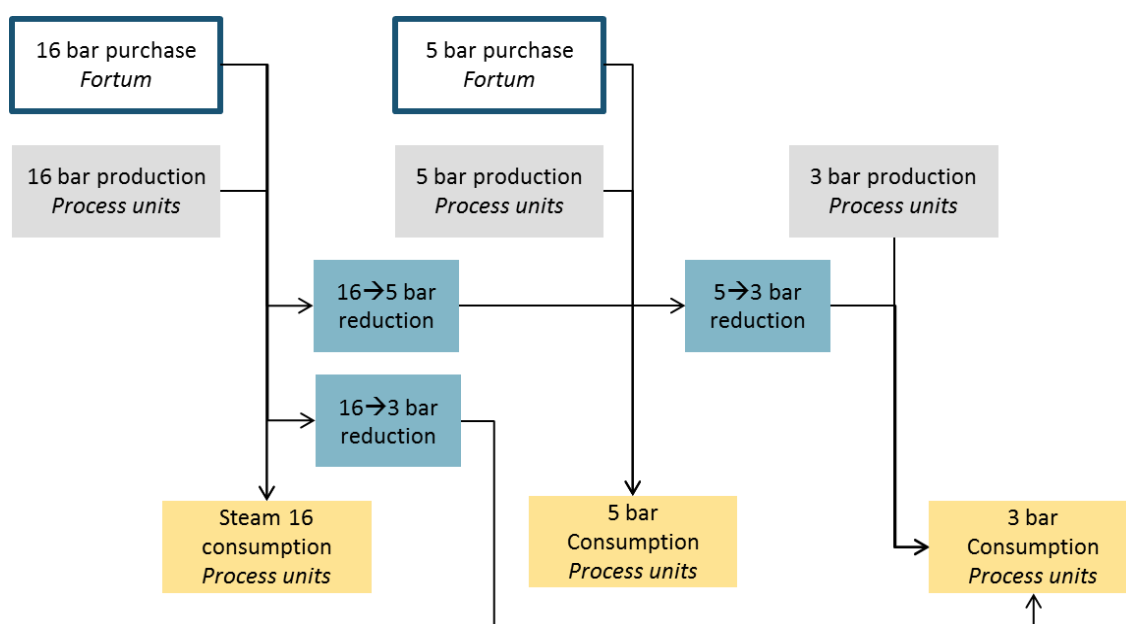 16 bar purchase
Fortum
5 bar purchase
Fortum
16 bar production
Process units
5 bar production
Process units
3 bar production
Process units
16→5 bar
reduction
5→3 bar
reduction
16→3 bar
reduction
Steam 16
consumption
Process units
5 bar
Consumption
Process units
3 bar
Consumption
Process units